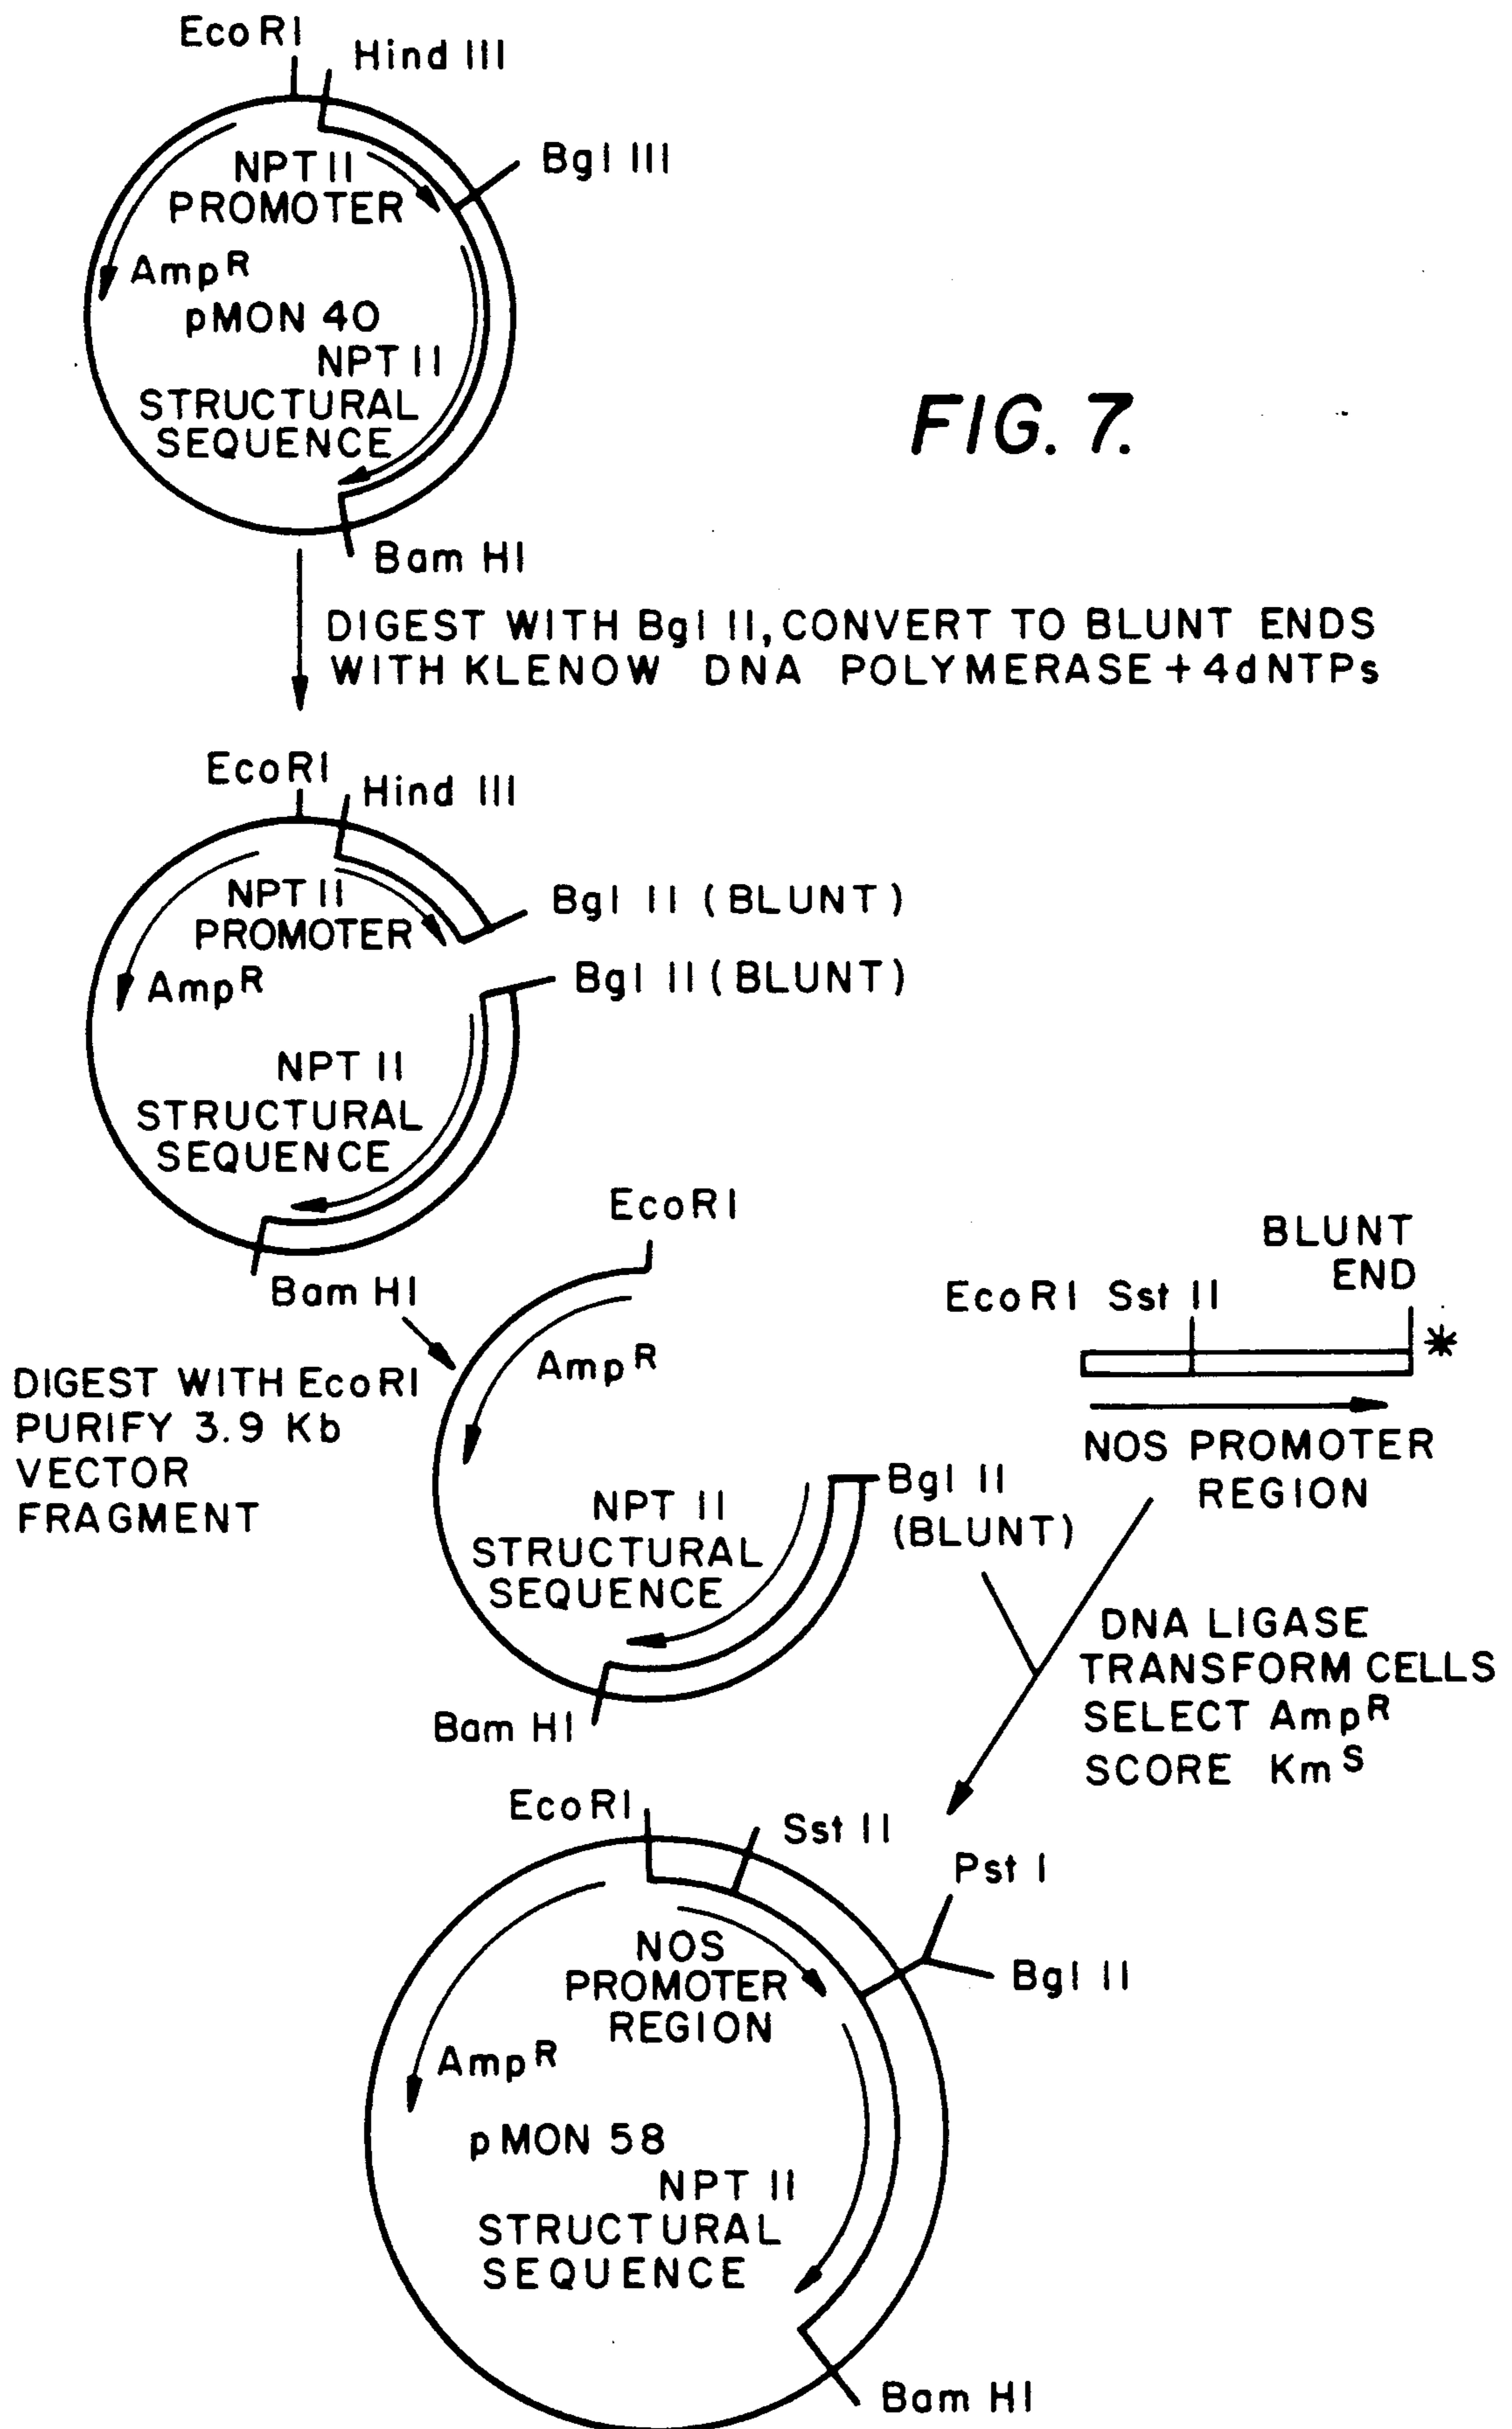 EcoRI
Hind III
Bgl III
NPT II
PROMOTER
AmpR
pMON 40
NPT II
STRUCTURAL
SEQUENCE
FIG. 7.
Bam HI
DIGEST WITH Bgl II, CONVERT TO BLUNT ENDS
WITH KLENOW DNA POLYMERASE + 4dNTPs
EcoRI
Hind III
Bgl II (BLUNT)
NPT II
PROMOTER
Bgl II (BLUNT)
AmpR
NPT II
STRUCTURAL
SEQUENCE
Bam HI
DIGEST WITH EcoRI
PURIFY 3.9 Kb
VECTOR
FRAGMENT
EcoRI
AmpR
Bgl II
(BLUNT)
NPT II
STRUCTURAL
SEQUENCE
Bam HI
BLUNT
END
EcoRI Sst II
*
NOS PROMOTER
REGION
DNA LIGASE
TRANSFORM CELLS
SELECT AmpR
SCORE KmS
EcoRI
Sst II
Pst I
Bgl II
NOS
PROMOTER
REGION
AmpR
pMON 58
NPT II
STRUCTURAL
SEQUENCE
Bam HI